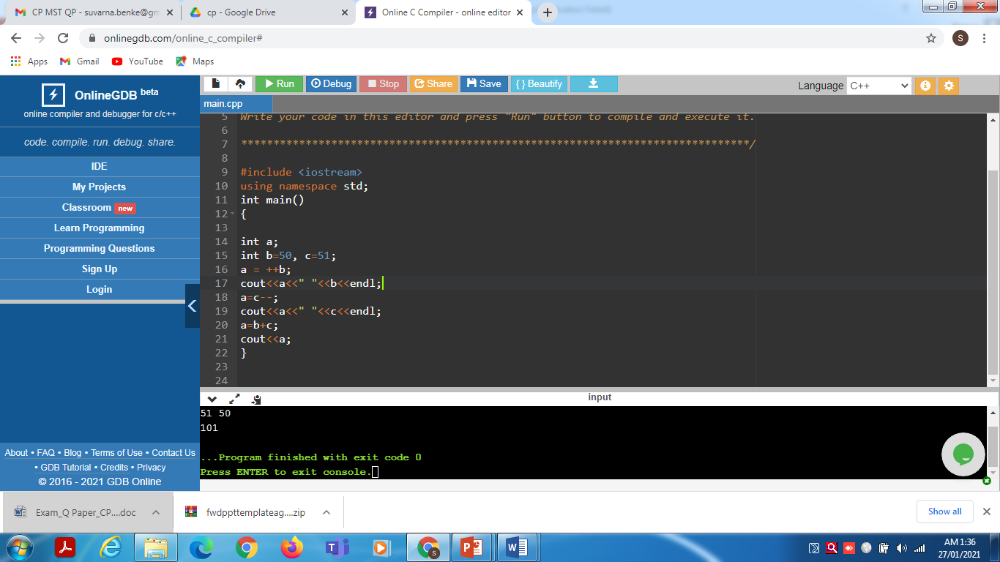 CP MST QP - suvarna.benke@gm
cp - Google Drive
Online C Compiler - online editor
onlinegdb.com/online_c_compiler#
S
Apps Gmail YouTube Maps
OnlineGDB beta
online compiler and debugger for c/c++
code. compile. run. debug. share.
IDE
My Projects
Classroom new
Learn Programming
Programming Questions
Sign Up
Login
About • FAQ • Blog • Terms of Use • Contact Us
• GDB Tutorial • Credits • Privacy
© 2016 - 2021 GDB Online
Run Debug Stop Share Save { } Beautify
Language C++
main.cpp
5 Write your code in this editor and press "Run" button to compile and execute it.
6
7 *******************************************************************************/
8
9 #include <iostream>
10 using namespace std;
11 int main()
12 {
13
14 int a;
15 int b=50, c=51;
16 a = ++b;
17 cout<<a<<" "<<b<<endl;
18 a=c--;
19 cout<<a<<" "<<c<<endl;
20 a=b+c;
21 cout<<a;
22 }
23
24
input
51 50
101
...Program finished with exit code 0
Press ENTER to exit console.
Exam_Q Paper_CP....doc
fwdppttemplateag....zip
Show all
S
AM 1:36
27/01/2021